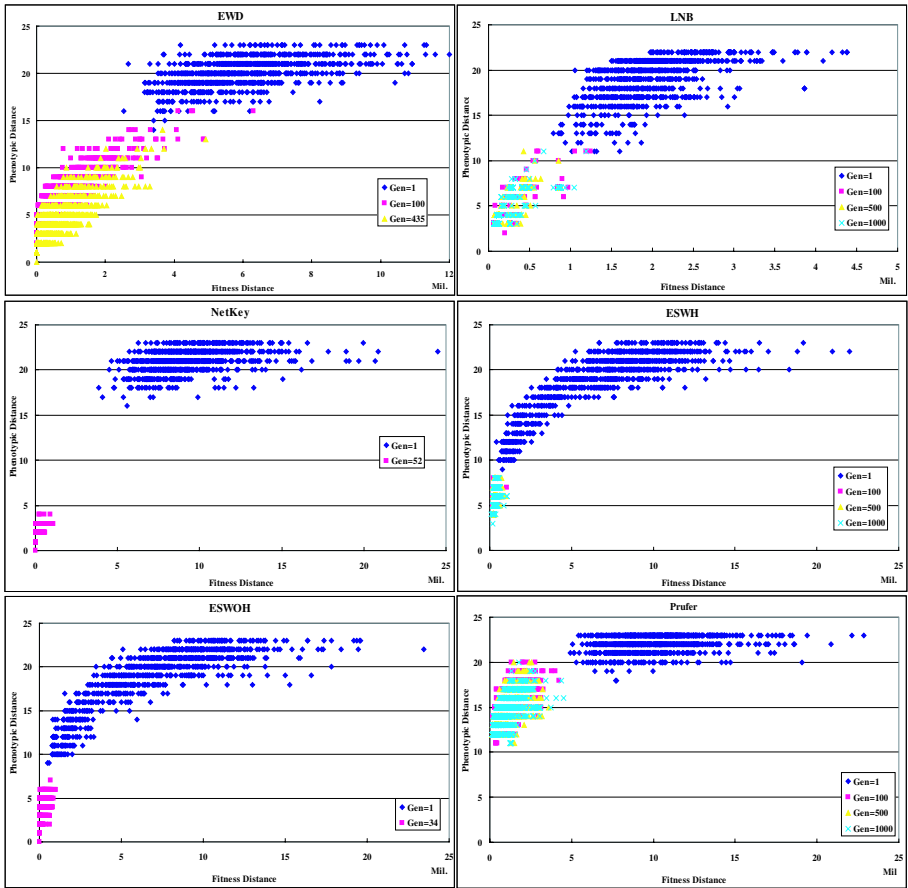 EWD
25
20
15
10
5
0
Phenotypic Distance
Gen=1
Gen=100
Gen=435
0 2 4 6 8 10 12
Fitness Distance
Mil.
LNB
25
20
15
10
5
0
Phenotypic Distance
Gen=1
Gen=100
Gen=500
Gen=1000
0 0.5 1 1.5 2 2.5 3 3.5 4 4.5 5
Fitness Distance
Mil.
NetKey
25
20
15
10
5
0
Phenotypic Distance
Gen=1
Gen=52
0 5 10 15 20 25
Fitness Distance
Mil.
ESWH
25
20
15
10
5
0
Phenotypic Distance
Gen=1
Gen=100
Gen=500
Gen=1000
0 5 10 15 20 25
Fitness Distance
Mil.
ESWOH
25
20
15
10
5
0
Phenotypic Distance
Gen=1
Gen=34
0 5 10 15 20 25
Fitness Distance
Mil.
Prufer
25
20
15
10
5
0
Phenotypic Distance
Gen=1
Gen=100
Gen=500
Gen=1000
0 5 10 15 20 25
Fitness Distance
Mil.